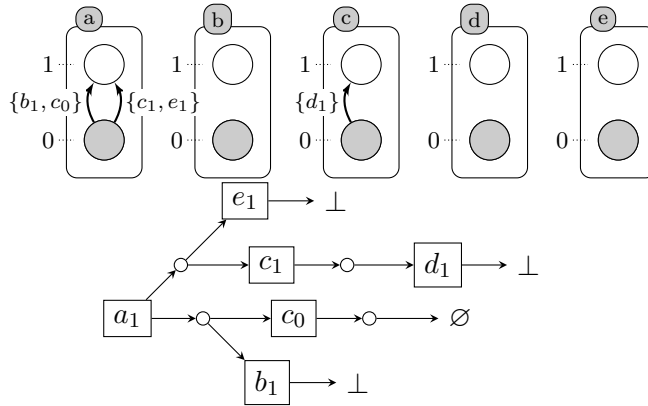 a b c d e
1 1 1 1 1
{b₁, c₀} {c₁, e₁} {d₁}
0 0 0 0 0
e₁ ⊥
c₁ d₁ ⊥
a₁ c₀ ∅
b₁ ⊥